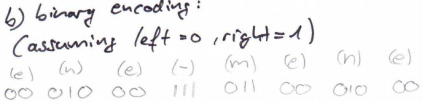 b) binary encoding:
(assuming left=0, right=1)
(e) (n) (e) (-) (m) (e) (n) (e)
00 010 00 111 011 00 010 00